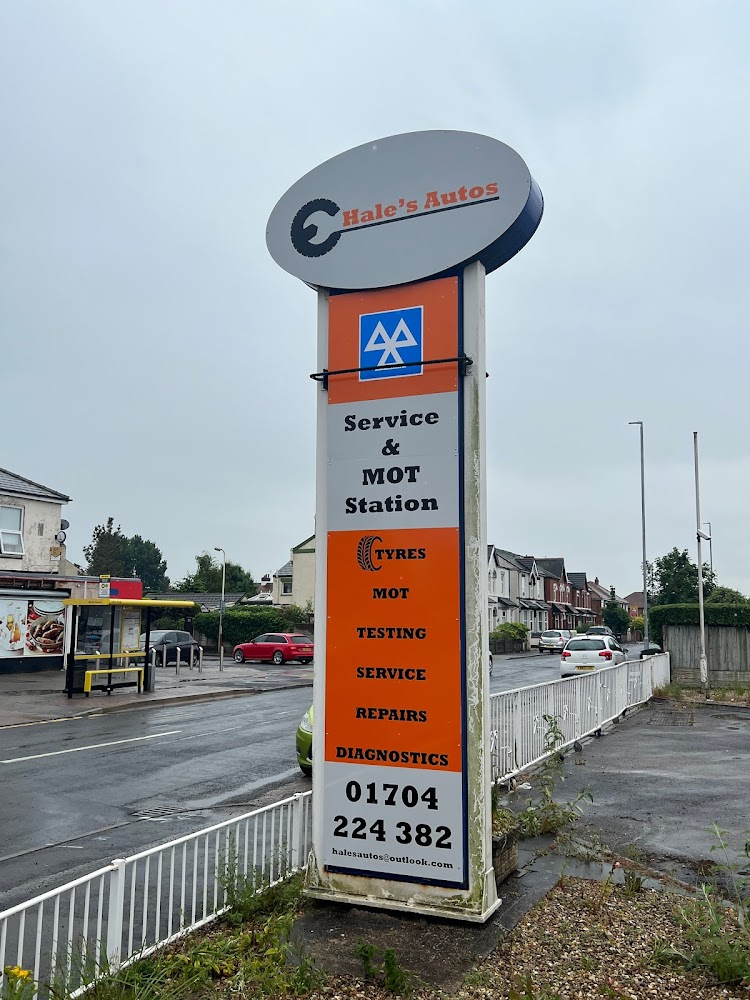 Hale's Autos
Service
&
MOT
Station
TYRES
MOT
TESTING
SERVICE
REPAIRS
DIAGNOSTICS
01704
224 382
halesautos@outlook.com